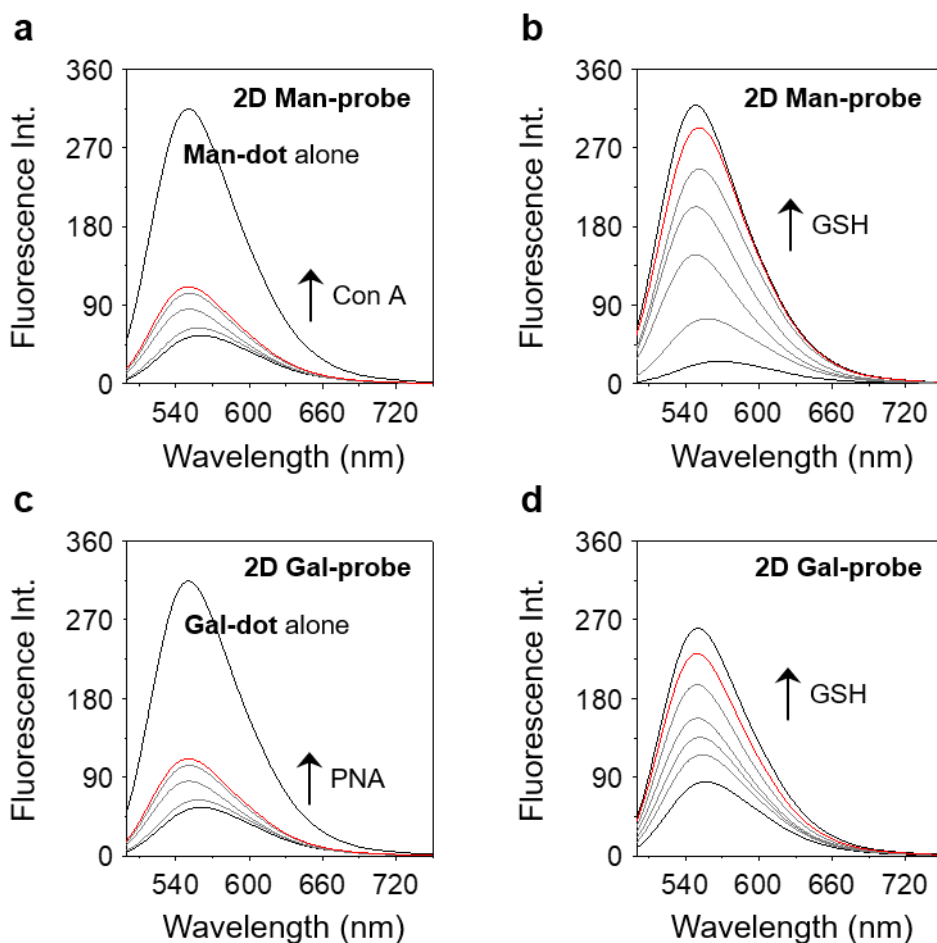 a
360
270
180
90
0
Fluorescence Int.
2D Man-probe
Man-dot alone
Con A
540 600 660 720
Wavelength (nm)
b
360
270
180
90
0
Fluorescence Int.
2D Man-probe
GSH
540 600 660 720
Wavelength (nm)
c
360
270
180
90
0
Fluorescence Int.
2D Gal-probe
Gal-dot alone
PNA
540 600 660 720
Wavelength (nm)
d
360
270
180
90
0
Fluorescence Int.
2D Gal-probe
GSH
540 600 660 720
Wavelength (nm)